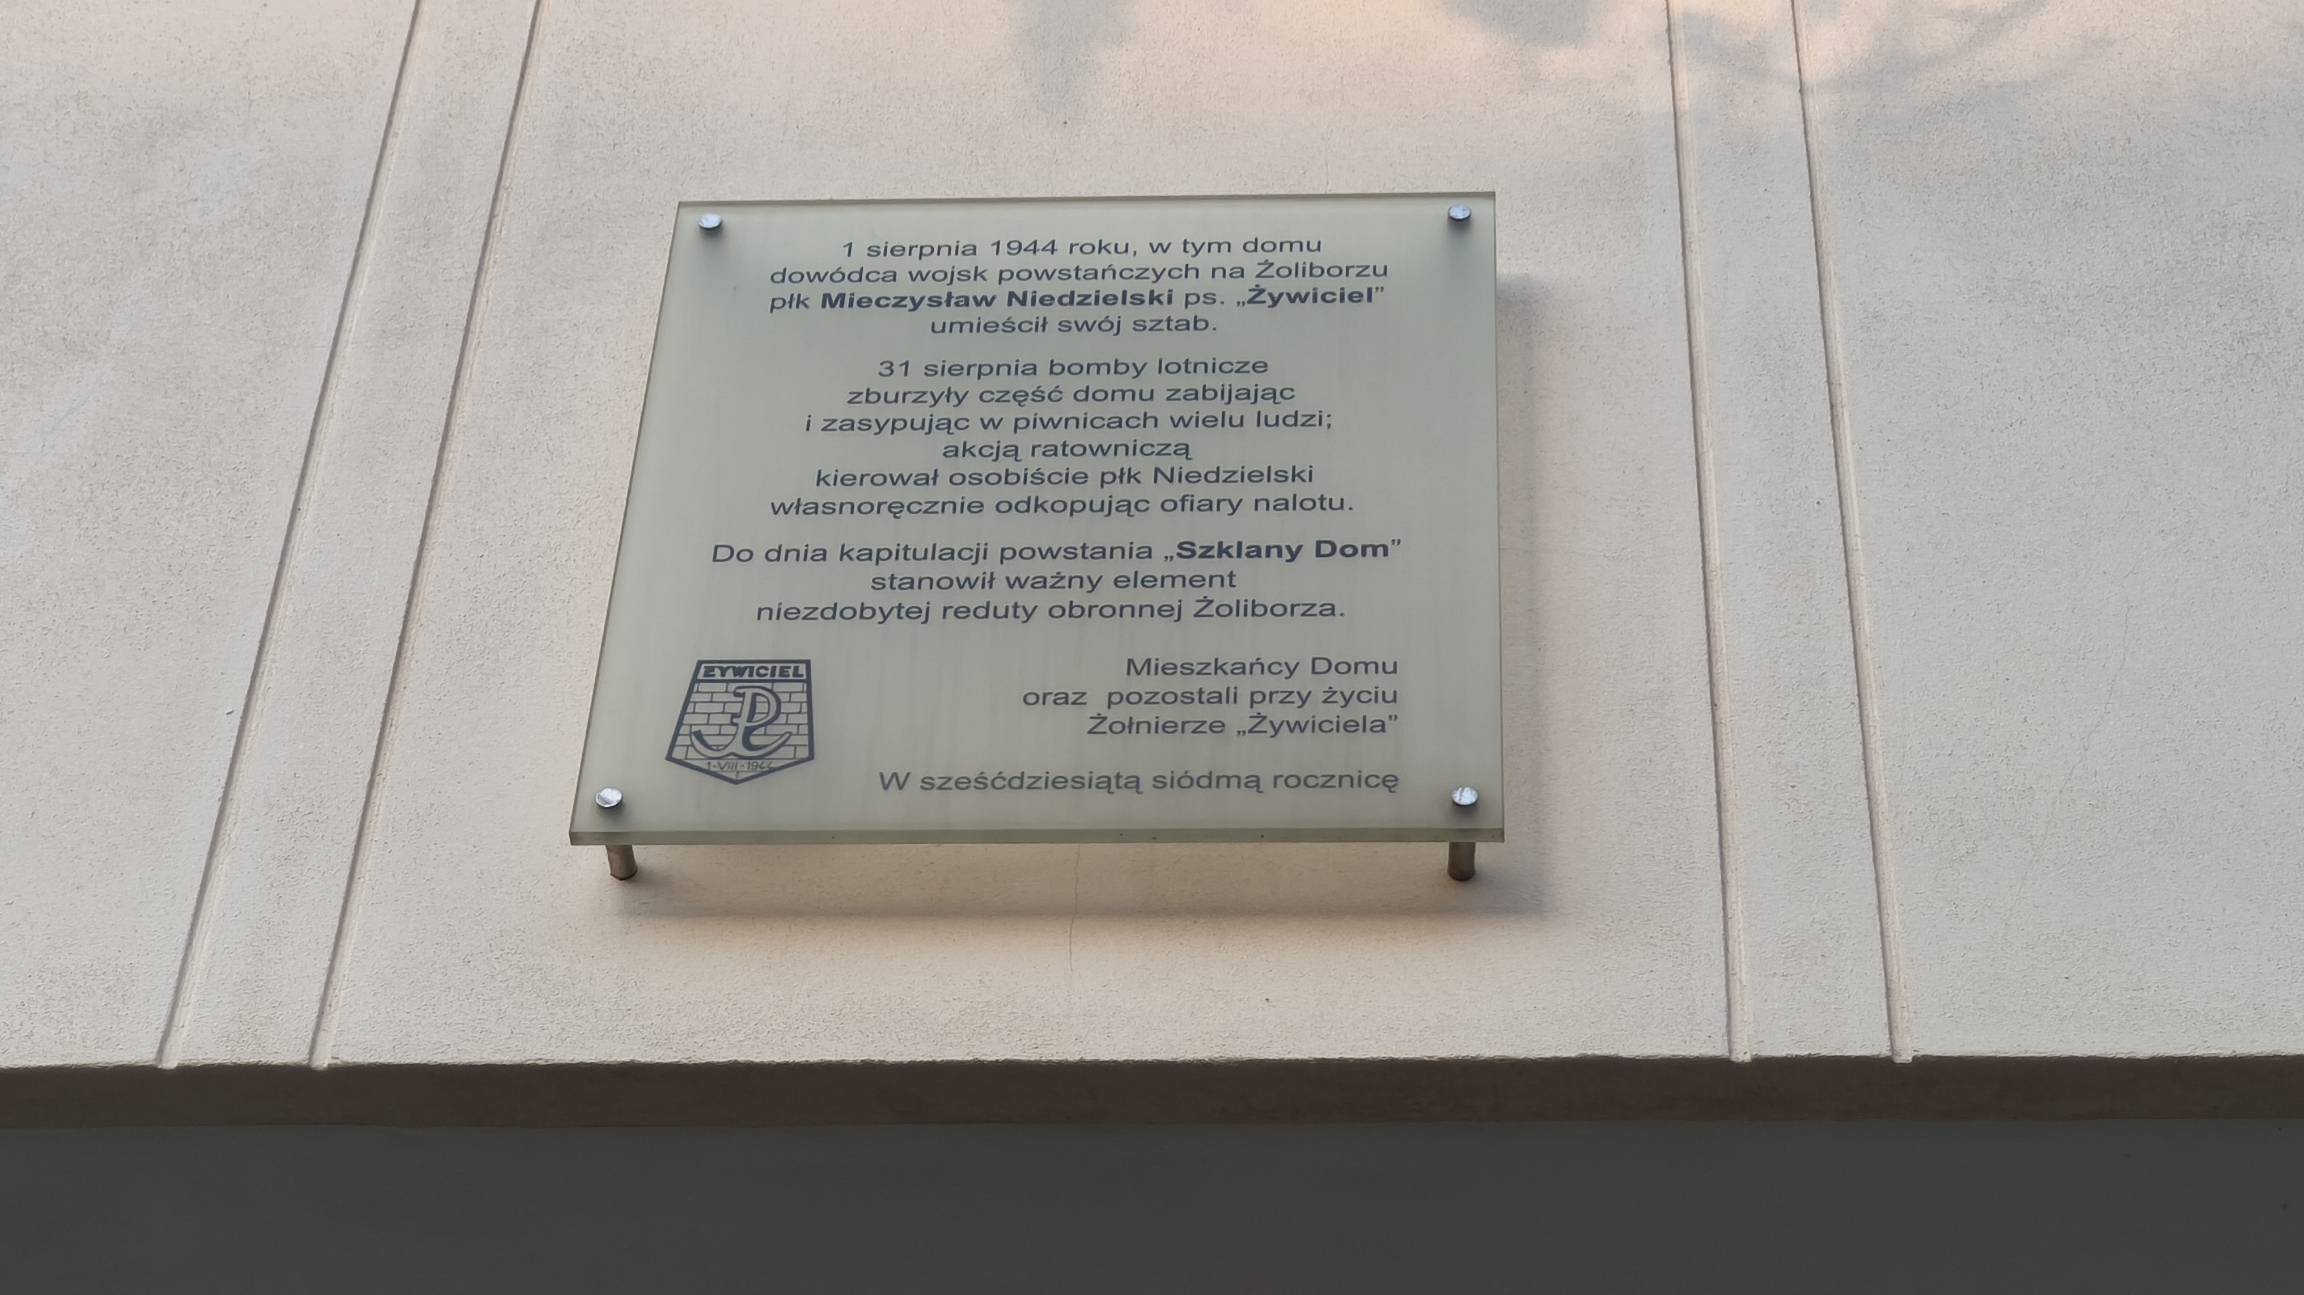 1 sierpnia 1944 roku, w tym domu
dowódca wojsk powstańczych na Żoliborzu
płk Mieczysław Niedzielski ps. „Żywiciel”
umieścił swój sztab.
31 sierpnia bomby lotnicze
zburzyły część domu zabijając
i zasypując w piwnicach wielu ludzi;
akcją ratowniczą
kierował osobiście płk Niedzielski
własnoręcznie odkopując ofiary nalotu.
Do dnia kapitulacji powstania „Szklany Dom”
stanowił ważny element
niezdobytej reduty obronnej Żoliborza.
Mieszkańcy Domu
oraz pozostali przy życiu
Żołnierze „Żywiciela”
W sześćdziesiątą siódmą rocznicę
ŻYWICIEL
PW
1·VIII·1944